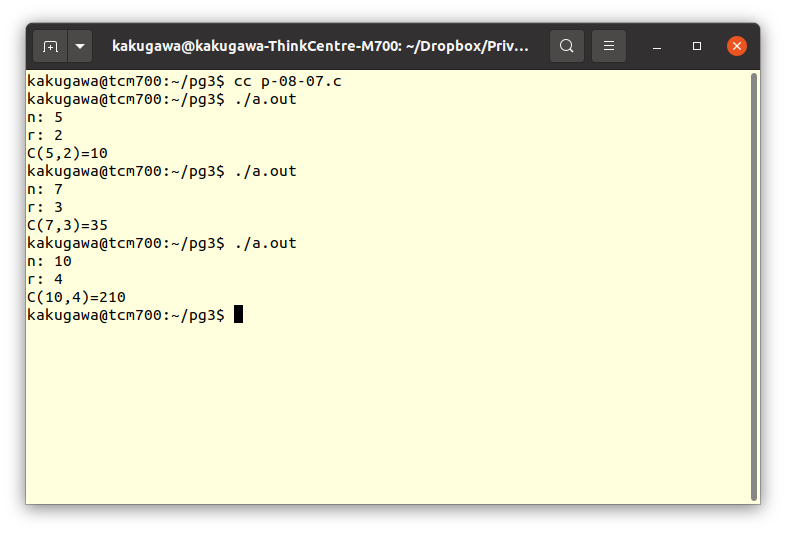 kakugawa@kakugawa-ThinkCentre-M700: ~/Dropbox/Priv...
kakugawa@tcm700:~/pg3$ cc p-08-07.c
kakugawa@tcm700:~/pg3$ ./a.out
n: 5
r: 2
C(5,2)=10
kakugawa@tcm700:~/pg3$ ./a.out
n: 7
r: 3
C(7,3)=35
kakugawa@tcm700:~/pg3$ ./a.out
n: 10
r: 4
C(10,4)=210
kakugawa@tcm700:~/pg3$